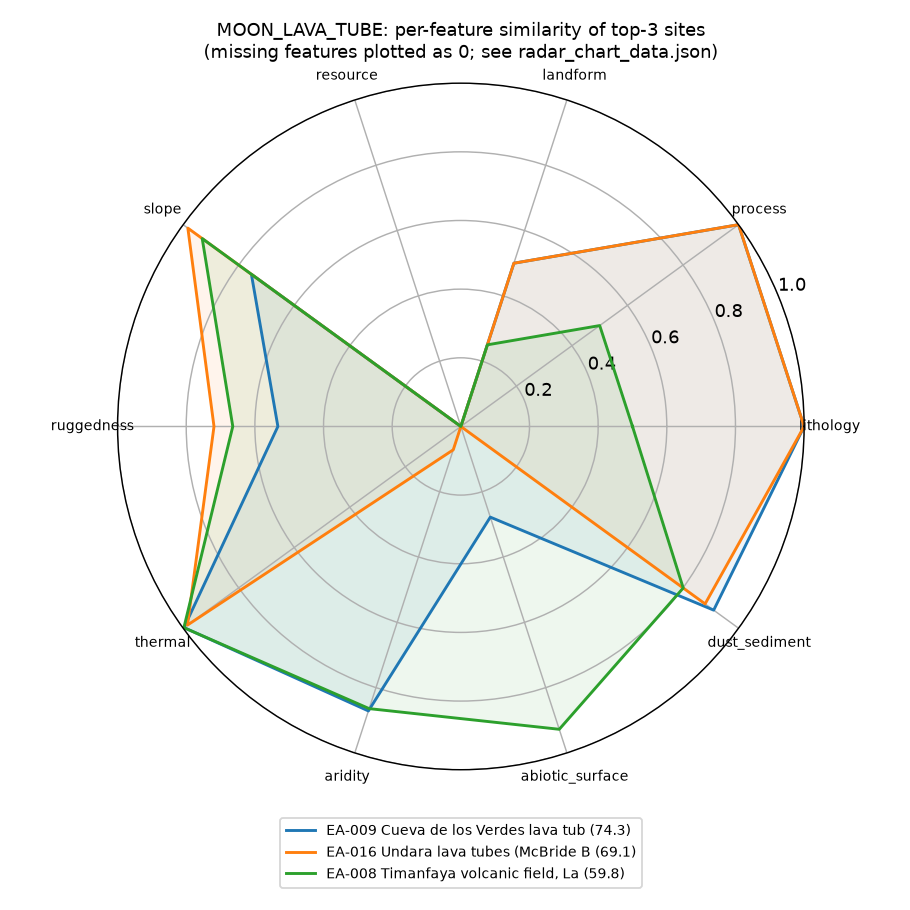 MOON_LAVA_TUBE: per-feature similarity of top-3 sites
(missing features plotted as 0; see radar_chart_data.json)
resource
landform
slope
process
1.0
0.8
0.6
0.4
0.2
ruggedness
lithology
thermal
dust_sediment
aridity
abiotic_surface
EA-009 Cueva de los Verdes lava tub (74.3)
EA-016 Undara lava tubes (McBride B (69.1)
EA-008 Timanfaya volcanic field, La (59.8)